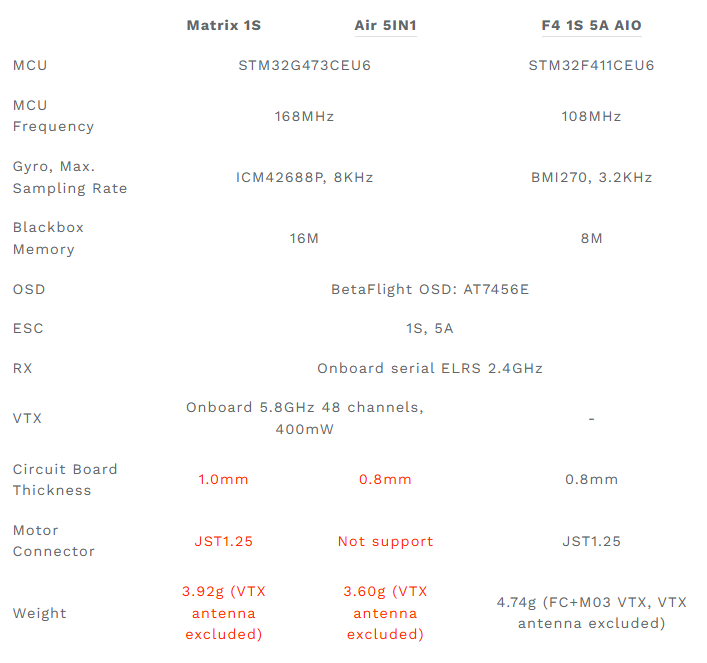 Matrix 1S Air 5IN1 F4 1S 5A AIO
MCU STM32G473CEU6 STM32F411CEU6
MCU
Frequency
168MHz 108MHz
Gyro, Max.
Sampling Rate
ICM42688P, 8KHz BMI270, 3.2KHz
Blackbox
Memory
16M 8M
OSD BetaFlight OSD: AT7456E
ESC 1S, 5A
RX Onboard serial ELRS 2.4GHz
VTX
Onboard 5.8GHz 48 channels,
400mW
-
Circuit Board
Thickness
1.0mm 0.8mm 0.8mm
Motor
Connector
JST1.25 Not support JST1.25
Weight
3.92g (VTX
antenna
excluded)
3.60g (VTX
antenna
excluded)
4.74g (FC+M03 VTX, VTX
antenna excluded)